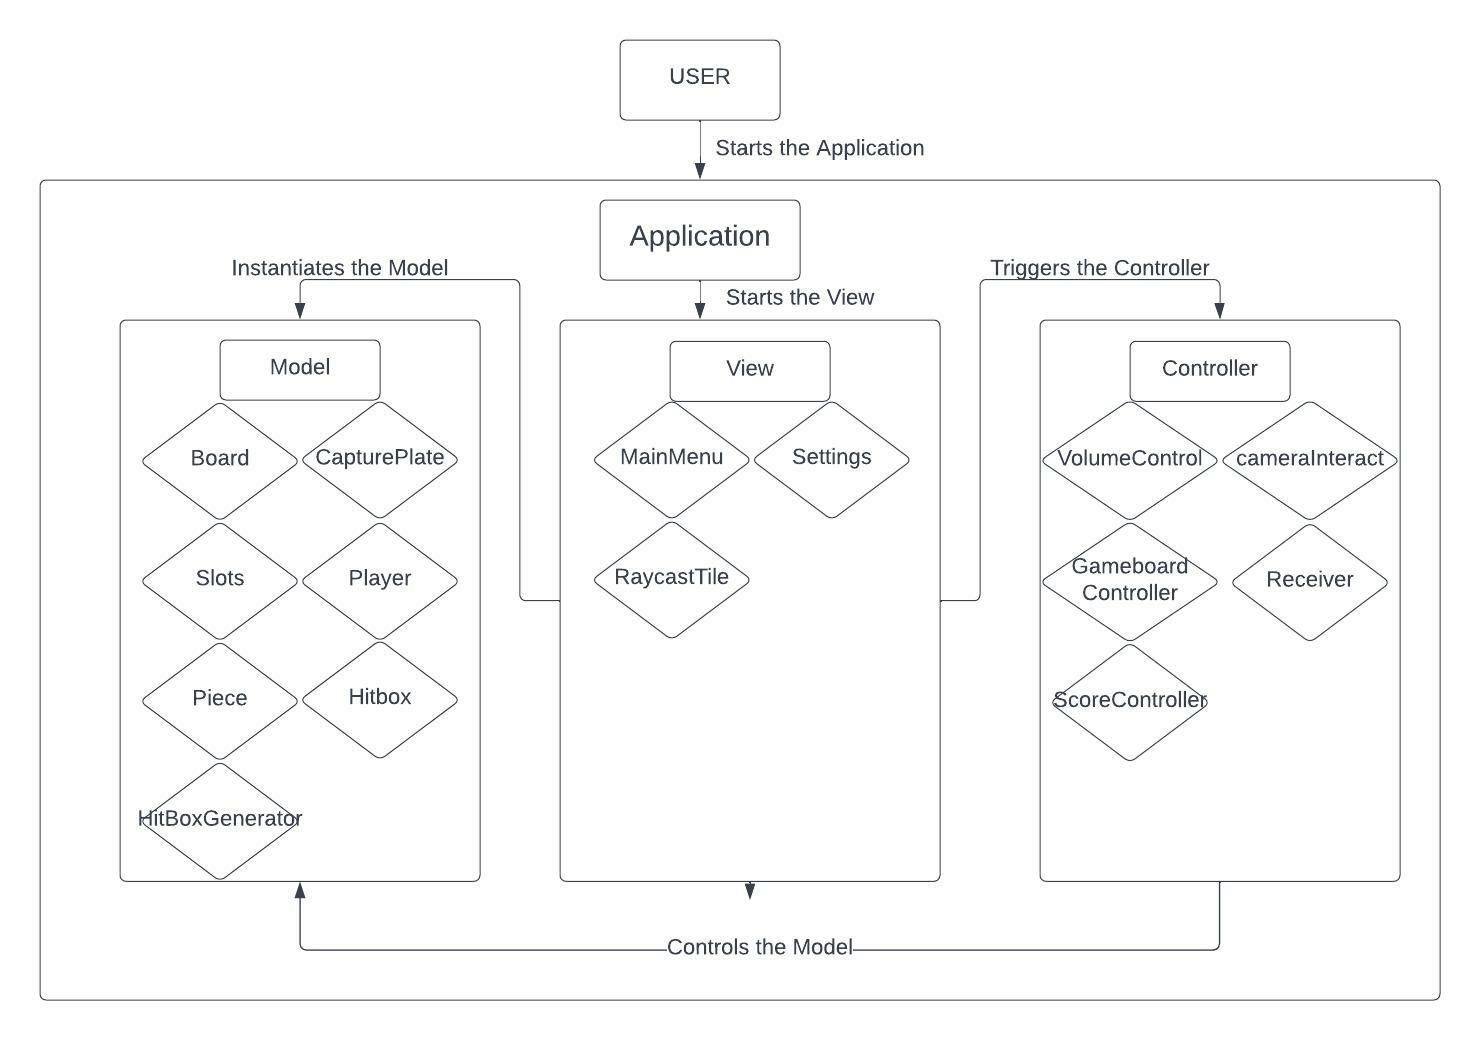 USER
Starts the Application
Application
Instantiates the Model
Triggers the Controller
Starts the View
Model
View
Controller
Board
CapturePlate
MainMenu
Settings
VolumeControl
cameraInteract
Slots
Player
RaycastTile
Gameboard
Controller
Receiver
Piece
Hitbox
ScoreController
HitBoxGenerator
Controls the Model